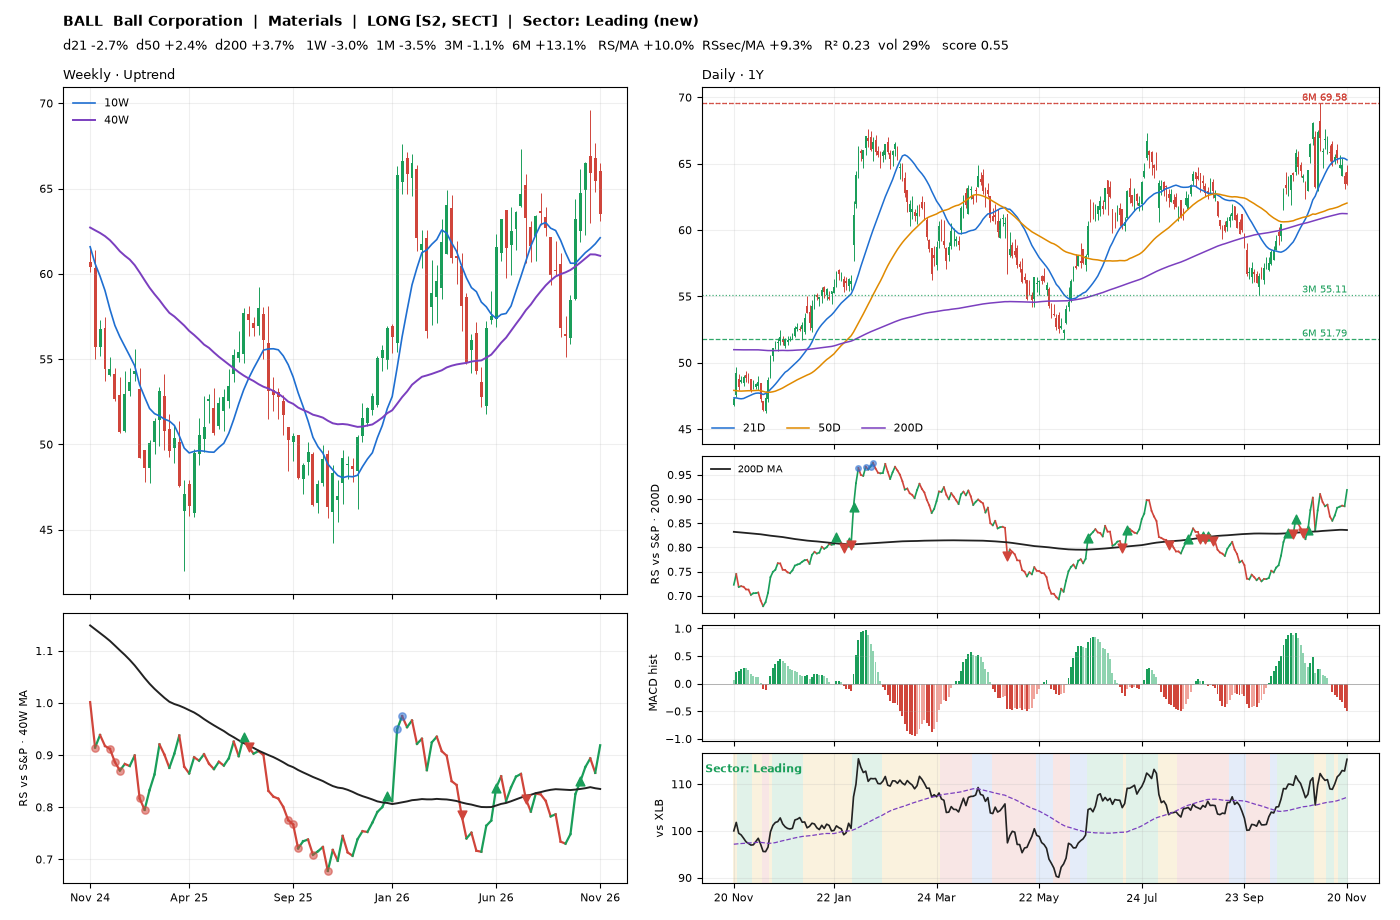 BALL  Ball Corporation  |  Materials  |  LONG [S2, SECT]  |  Sector: Leading (new)
d21 -2.7%  d50 +2.4%  d200 +3.7%   1W -3.0%  1M -3.5%  3M -1.1%  6M +13.1%   RS/MA +10.0%  RSsec/MA +9.3%   R² 0.23  vol 29%   score 0.55
Weekly · Uptrend
10W
40W
70
65
60
55
50
45
RS vs S&P · 40W MA
1.1
1.0
0.9
0.8
0.7
Nov 24
Apr 25
Sep 25
Jan 26
Jun 26
Nov 26
Daily · 1Y
70
65
60
55
50
45
6M 69.58
3M 55.11
6M 51.79
21D
50D
200D
RS vs S&P · 200D
200D MA
0.95
0.90
0.85
0.80
0.75
0.70
MACD hist
1.0
0.5
0.0
−0.5
−1.0
vs XLB
Sector: Leading
110
100
90
20 Nov
22 Jan
24 Mar
22 May
24 Jul
23 Sep
20 Nov